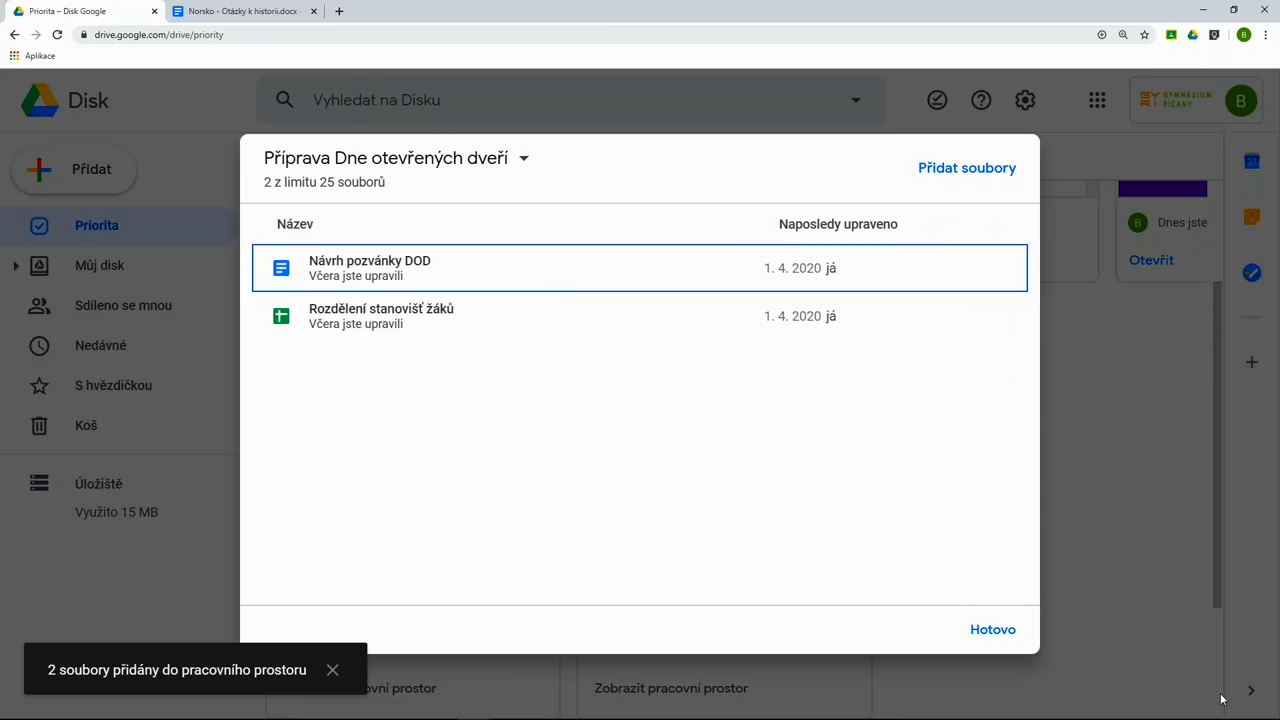 Priorita – Disk Google
Norsko - Otázky k historii.docx -
drive.google.com/drive/priority
B
Aplikace
Disk
Vyhledat na Disku
GYMNÁZIUM
ŘÍČANY
B
Příprava Dne otevřených dveří
2 z limitu 25 souborů
Přidat soubory
Přidat
Priorita
Můj disk
Sdíleno se mnou
Nedávné
S hvězdičkou
Koš
Úložiště
Využito 15 MB
Název
Naposledy upraveno
Návrh pozvánky DOD
Včera jste upravili
1. 4. 2020 já
Rozdělení stanovišť žáků
Včera jste upravili
1. 4. 2020 já
B
Dnes jste
Otevřít
31
Hotovo
2 soubory přidány do pracovního prostoru
ovní prostor
Zobrazit pracovní prostor